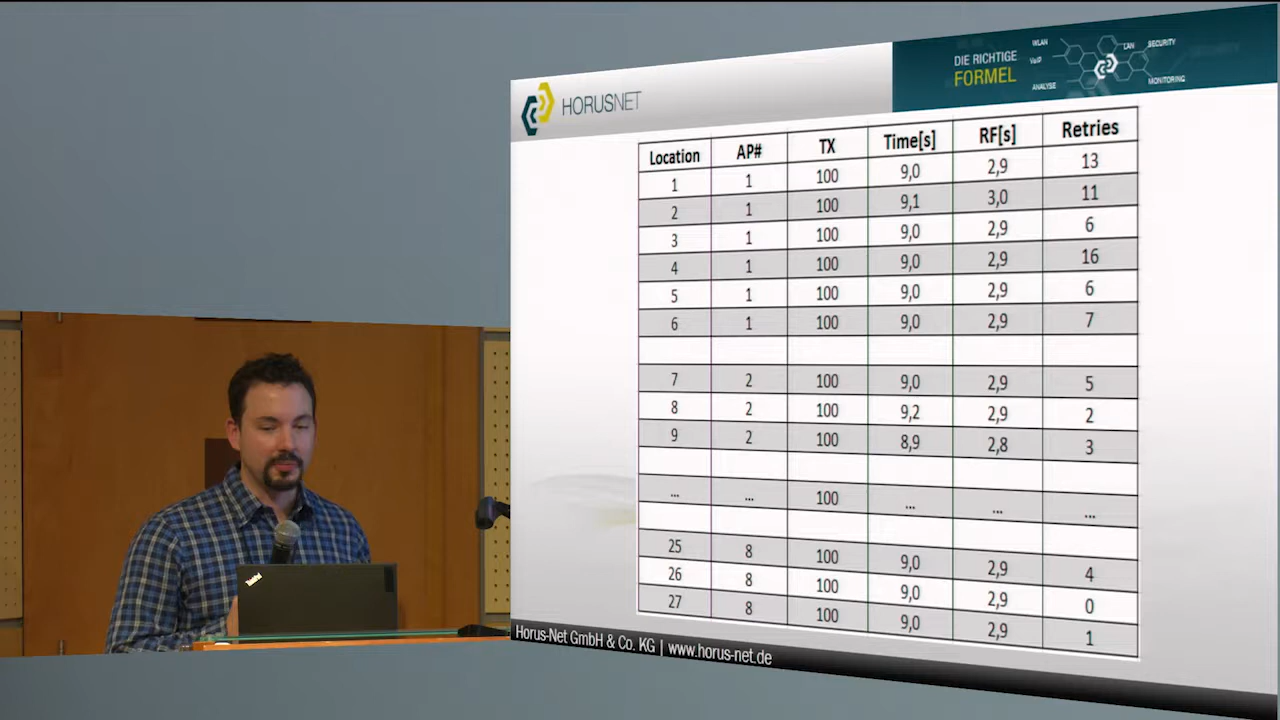 HORUSNET
DIE RICHTIGE
FORMEL
WLAN
VoIP
ANALYSE
LAN
SECURITY
MONITORING
Location AP# TX Time[s] RF[s] Retries
1 1 100 9,0 2,9 13
2 1 100 9,1 3,0 11
3 1 100 9,0 2,9 6
4 1 100 9,0 2,9 16
5 1 100 9,0 2,9 6
6 1 100 9,0 2,9 7
7 2 100 9,0 2,9 5
8 2 100 9,2 2,9 2
9 2 100 8,9 2,8 3
... ... 100 ... ... ...
25 8 100 9,0 2,9 4
26 8 100 9,0 2,9 0
27 8 100 9,0 2,9 1
Horus-Net GmbH & Co. KG | www.horus-net.de